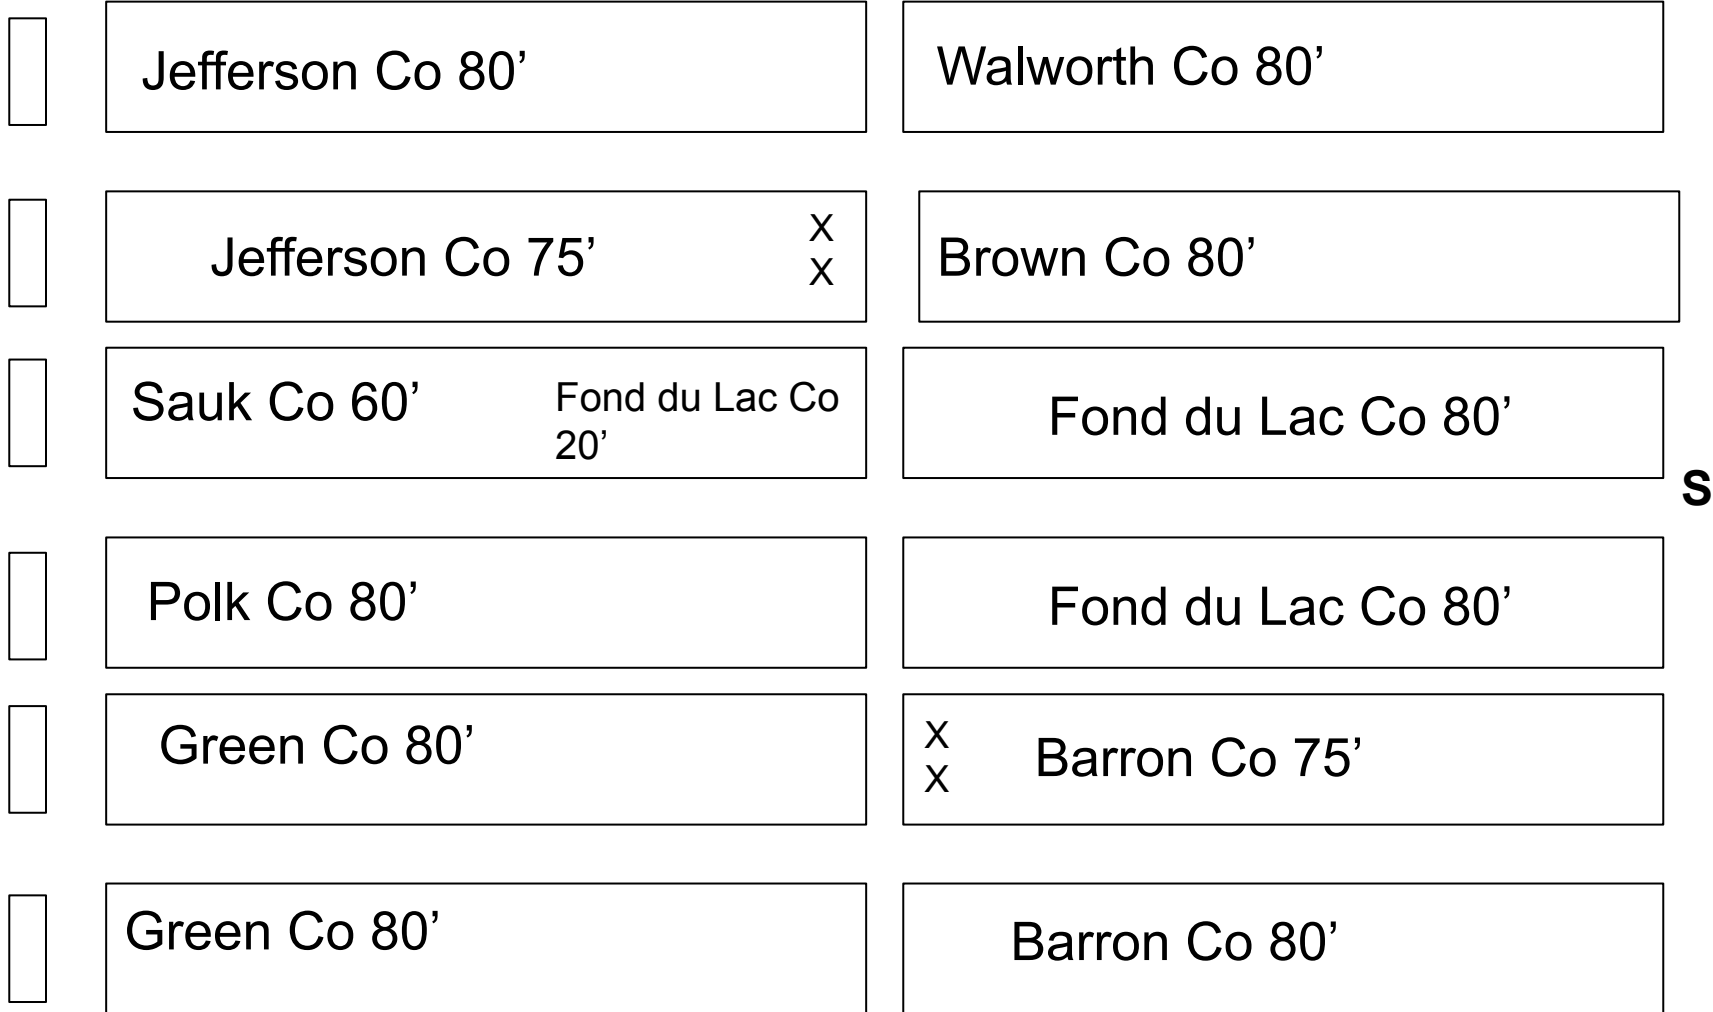 Jefferson Co 80’
Walworth Co 80’
Jefferson Co 75’
X
X
Brown Co 80’
Sauk Co 60’
Fond du Lac Co
20’
Fond du Lac Co 80’
S
Polk Co 80’
Fond du Lac Co 80’
Green Co 80’
X
X
Barron Co 75’
Green Co 80’
Barron Co 80’